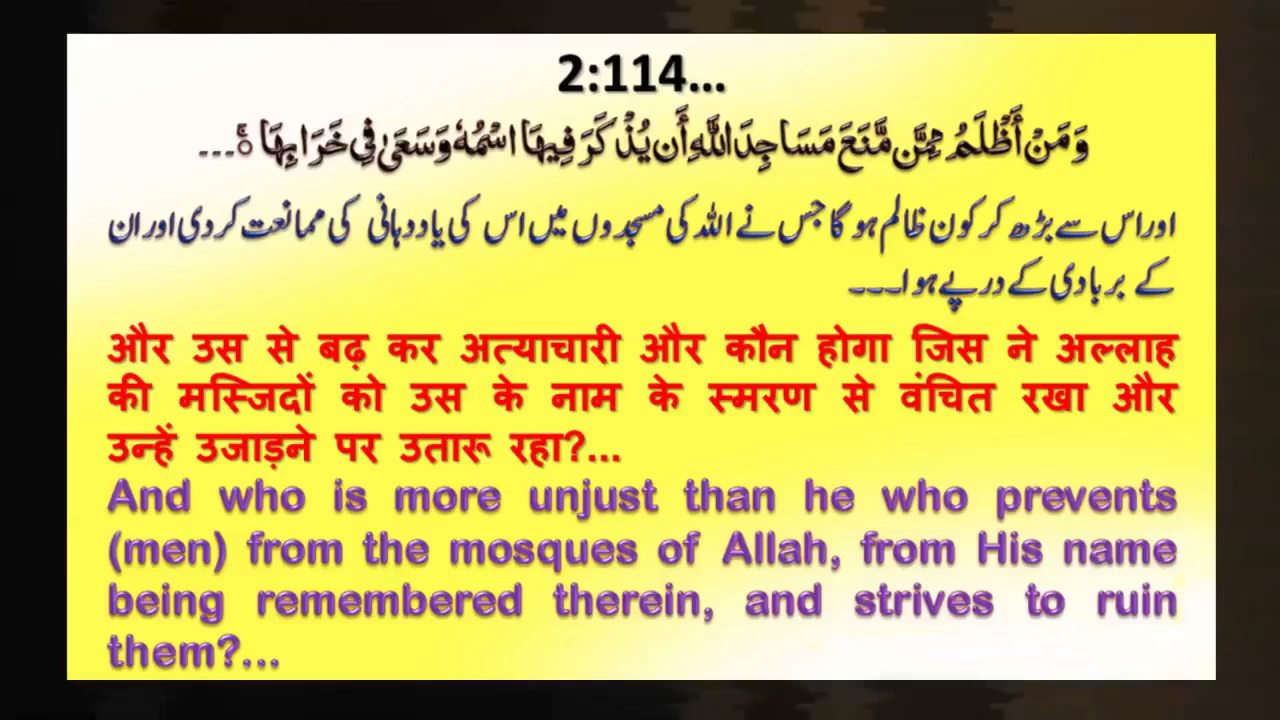 2:114...
وَمَنْ أَظْلَمُ مِمَّن مَّنَعَ مَسَاجِدَ اللَّهِ أَن يُذْكَرَ فِيهَا اسْمُهُ وَسَعَىٰ فِي خَرَابِهَا ۚ ...
اور اس سے بڑھ کر کون ظالم ہو گا جس نے اللہ کی مسجدوں میں اس کی یاد دہانی کی ممانعت کر دی اور ان
کے بربادی کے درپے ہوا۔۔۔
और उस से बढ़ कर अत्याचारी और कौन होगा जिस ने अल्लाह
की मस्जिदों को उस के नाम के स्मरण से वंचित रखा और
उन्हें उजाड़ने पर उतारू रहा?...
And who is more unjust than he who prevents
(men) from the mosques of Allah, from His name
being remembered therein, and strives to ruin
them?...